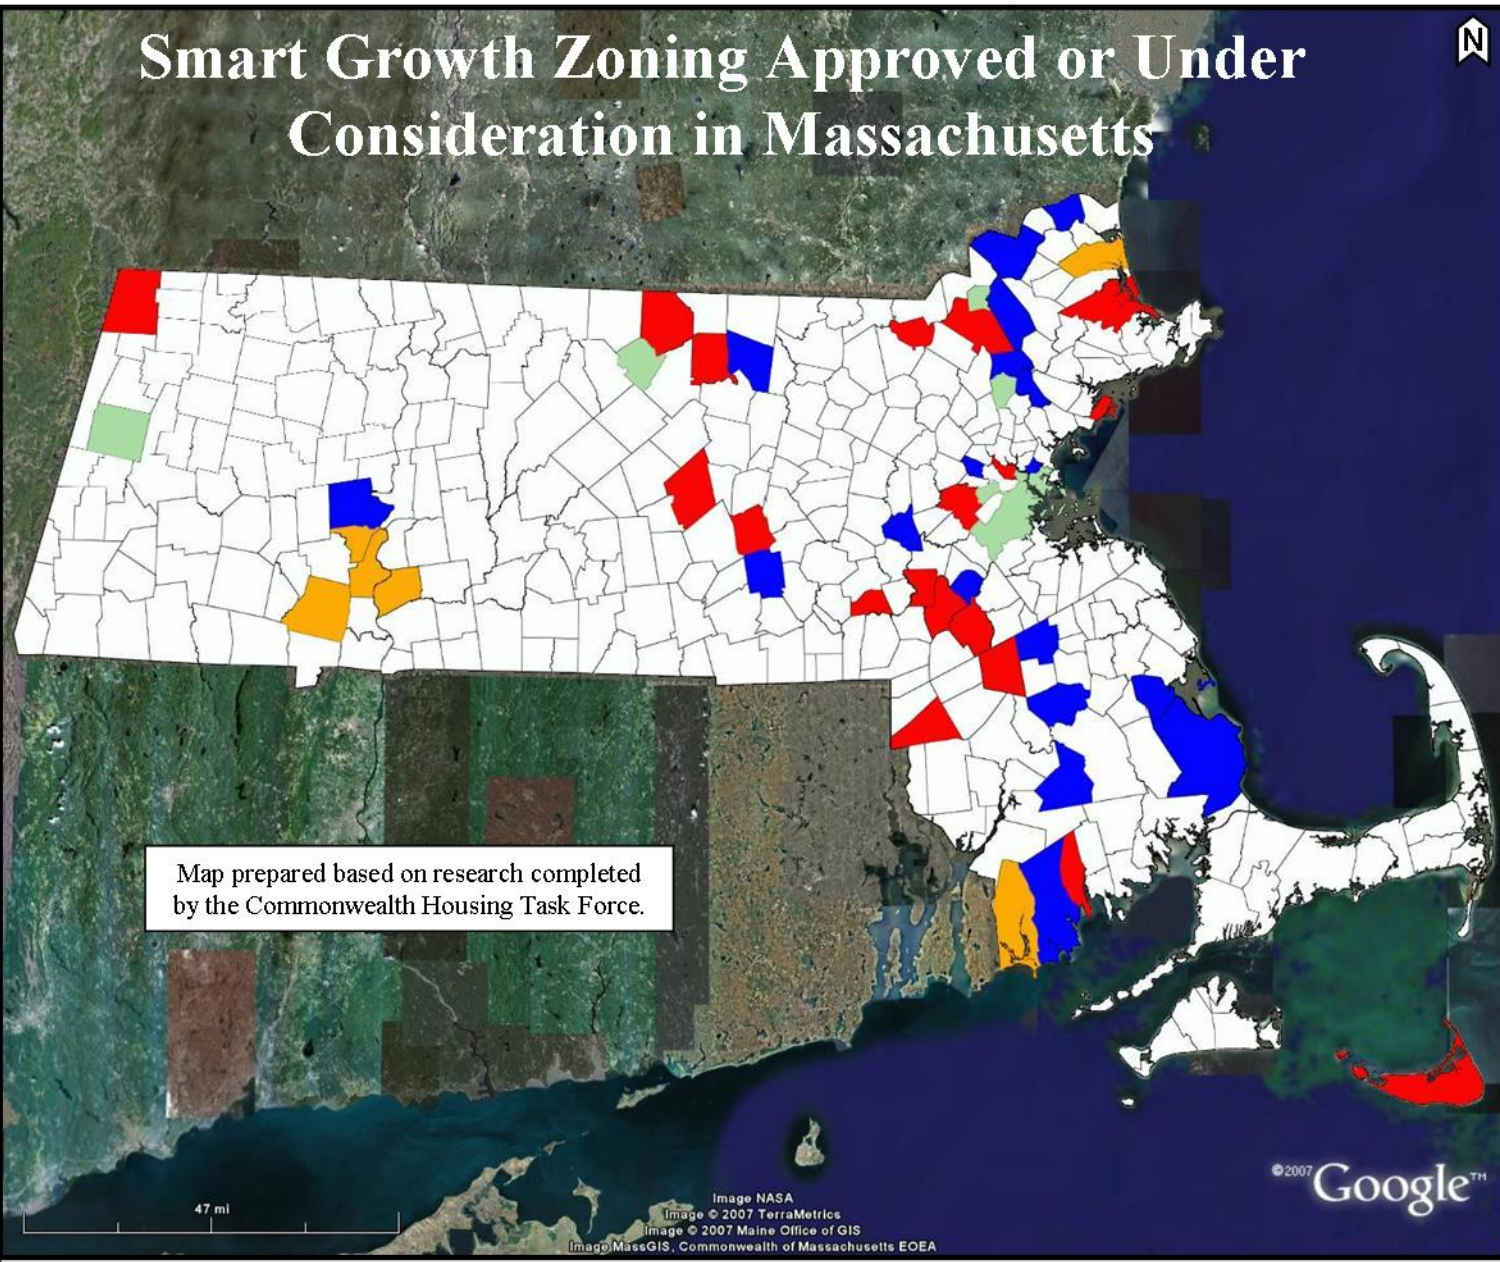 Smart Growth Zoning Approved or Under
Consideration in Massachusetts
N
Map prepared based on research completed
by the Commonwealth Housing Task Force.
47 mi
Image NASA
Image © 2007 TerraMetrics
Image © 2007 Maine Office of GIS
Image MassGIS, Commonwealth of Massachusetts EOEA
©2007 Google™